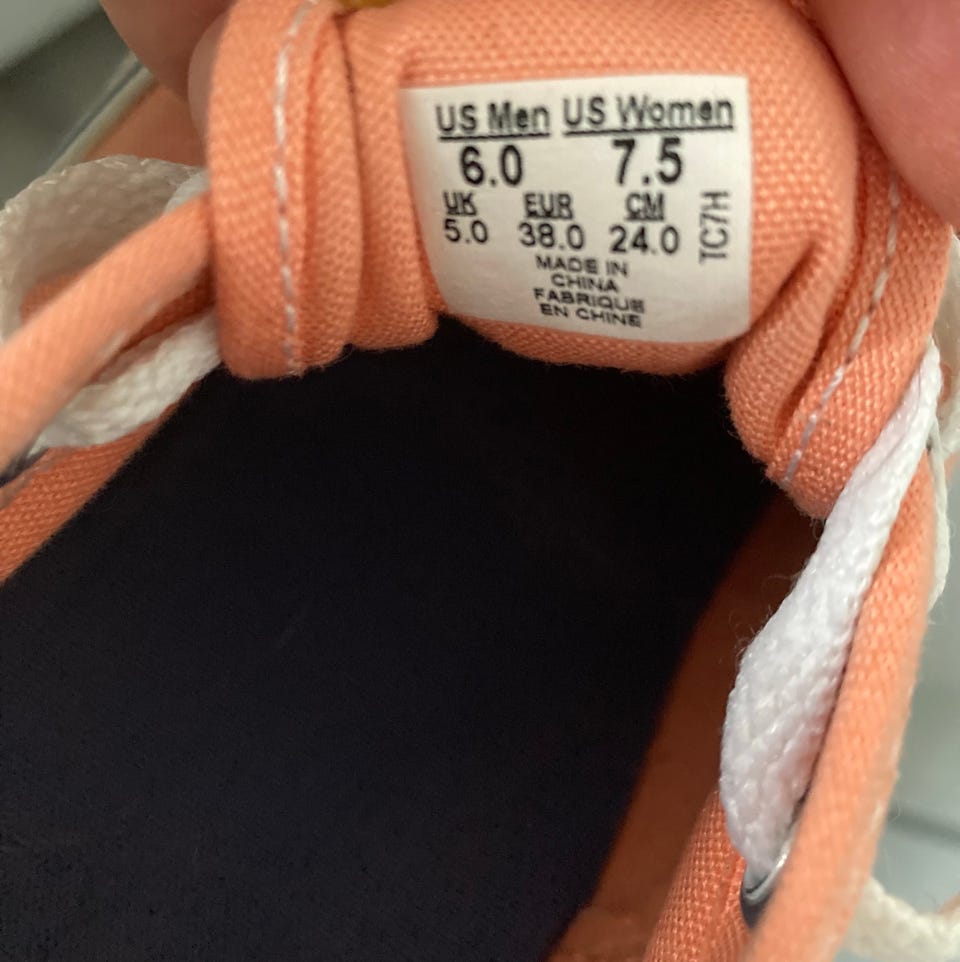 US Men US Women
6.0 7.5
UK EUR CM
5.0 38.0 24.0
MADE IN
CHINA
FABRIQUE
EN CHINE
TC7H